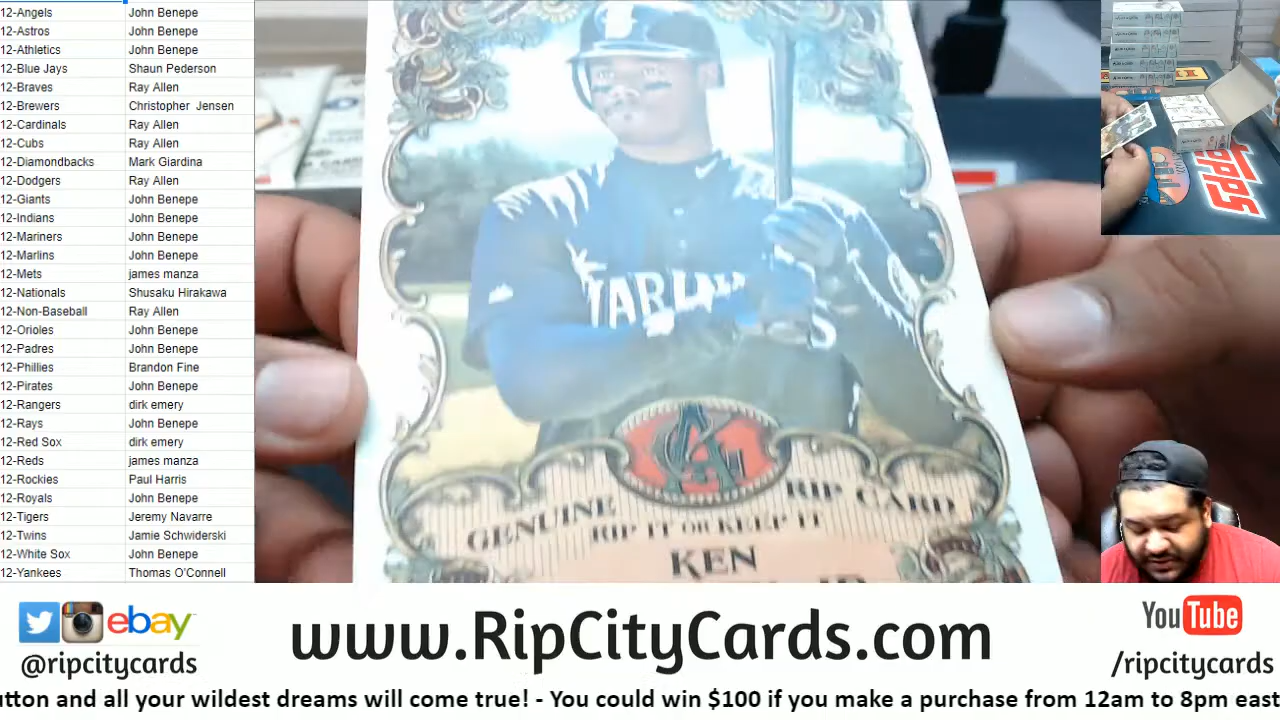 12-Angels John Benepe
12-Astros John Benepe
12-Athletics John Benepe
12-Blue Jays Shaun Pederson
12-Braves Ray Allen
12-Brewers Christopher Jensen
12-Cardinals Ray Allen
12-Cubs Ray Allen
12-Diamondbacks Mark Giardina
12-Dodgers Ray Allen
12-Giants John Benepe
12-Indians John Benepe
12-Mariners John Benepe
12-Marlins John Benepe
12-Mets james manza
12-Nationals Shusaku Hirakawa
12-Non-Baseball Ray Allen
12-Orioles John Benepe
12-Padres John Benepe
12-Phillies Brandon Fine
12-Pirates John Benepe
12-Rangers dirk emery
12-Rays John Benepe
12-Red Sox dirk emery
12-Reds james manza
12-Rockies Paul Harris
12-Royals John Benepe
12-Tigers Jeremy Navarre
12-Twins Jamie Schwiderski
12-White Sox John Benepe
12-Yankees Thomas O'Connell
GENUINE RIP CARD
RIP IT OR KEEP IT
KEN
JR
topps
ebay
@ripcitycards
www.RipCityCards.com
YouTube
/ripcitycards
utton and all your wildest dreams will come true! - You could win $100 if you make a purchase from 12am to 8pm east